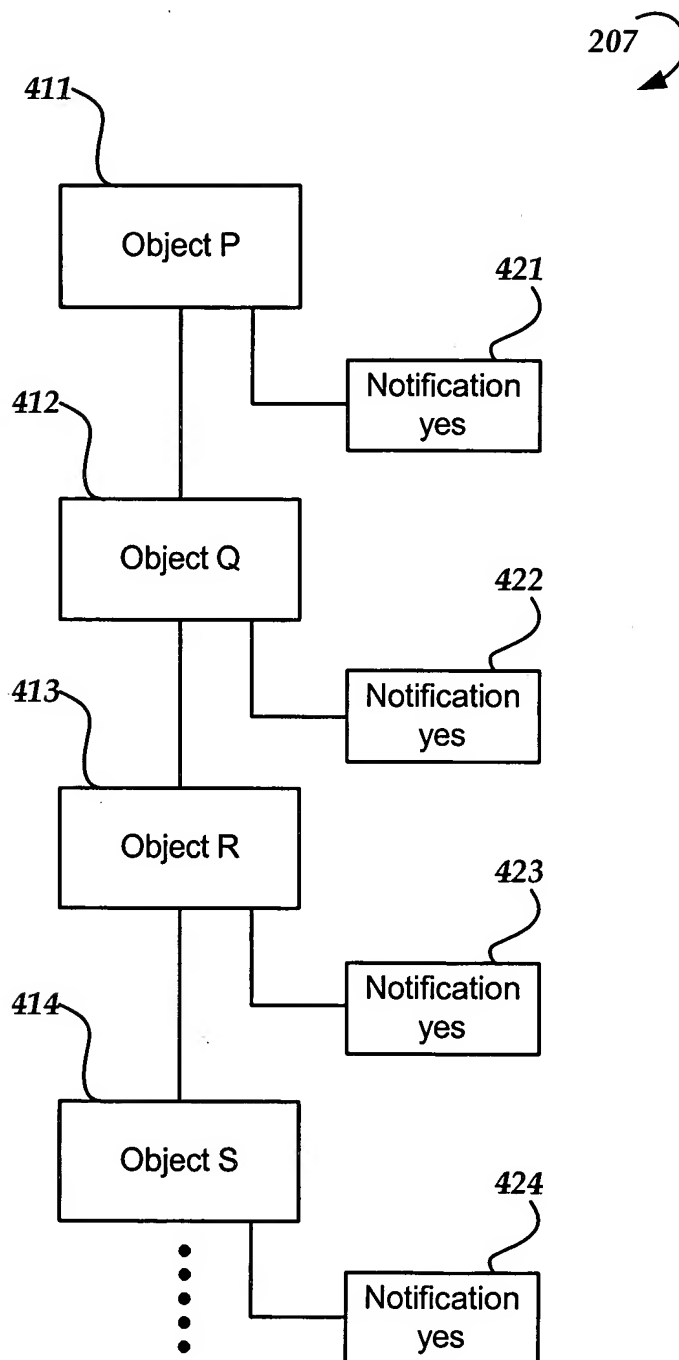 207
411
Object P
421
Notification
yes
412
Object Q
422
Notification
yes
413
Object R
423
Notification
yes
414
Object S
424
Notification
yes